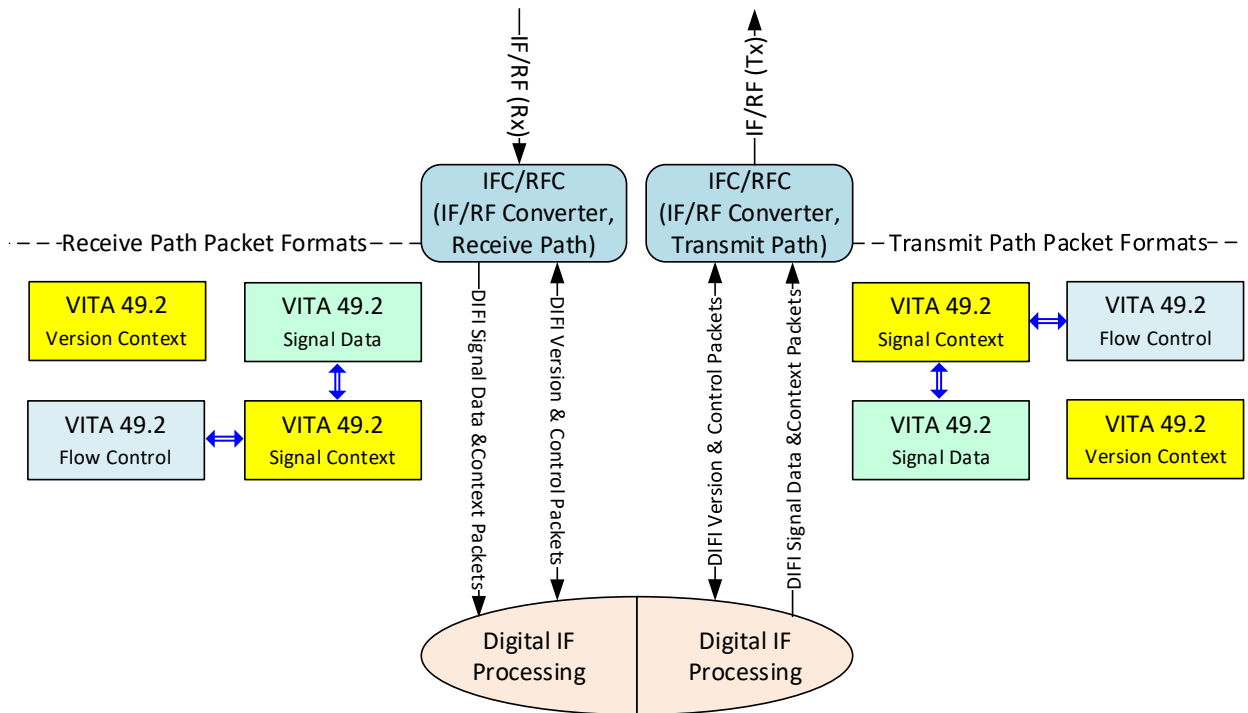 IF/RF (Rx)
IF/RF (Tx)
IFC/RFC
(IF/RF Converter,
Receive Path)
IFC/RFC
(IF/RF Converter,
Transmit Path)
Receive Path Packet Formats
Transmit Path Packet Formats
VITA 49.2
Version Context
VITA 49.2
Signal Data
VITA 49.2
Flow Control
VITA 49.2
Signal Context
DIFI Signal Data &Context Packets
DIFI Version & Control Packets
DIFI Version & Control Packets
DIFI Signal Data &Context Packets
VITA 49.2
Signal Context
VITA 49.2
Flow Control
VITA 49.2
Signal Data
VITA 49.2
Version Context
Digital IF
Processing
Digital IF
Processing